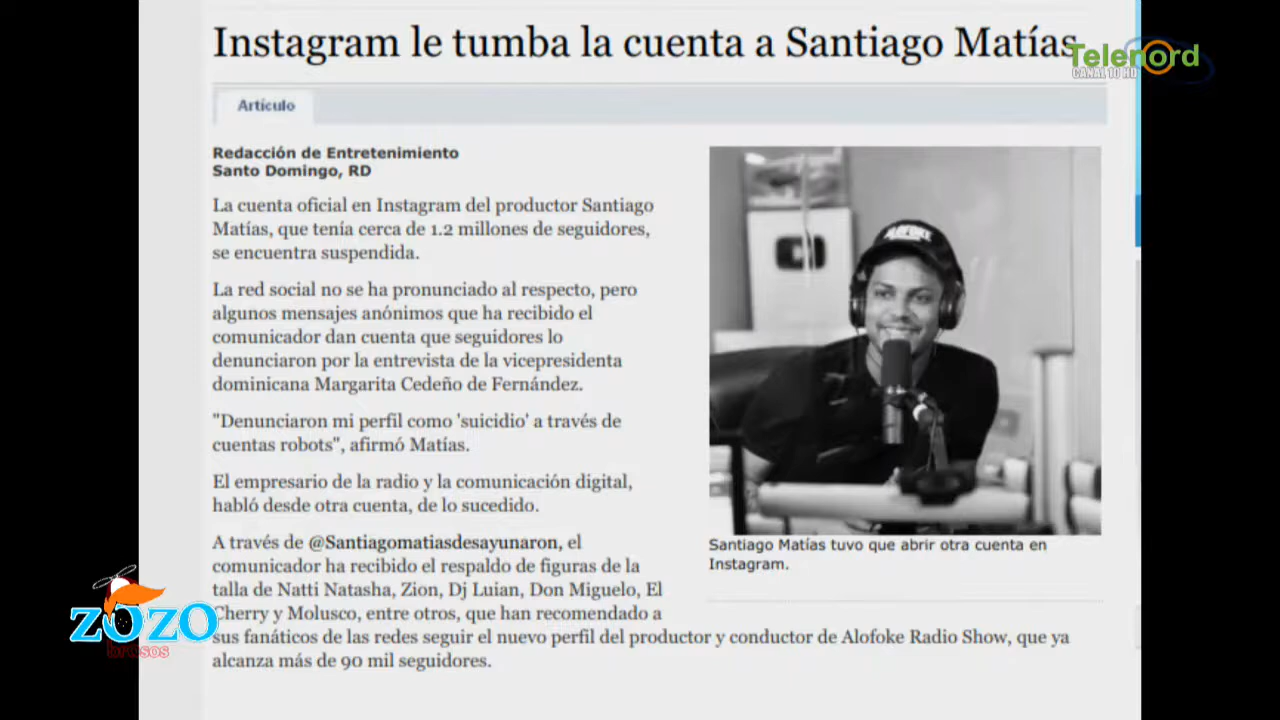 Instagram le tumba la cuenta a Santiago Matías
Telenord
CANAL 10 HD
Artículo
Redacción de Entretenimiento
Santo Domingo, RD
La cuenta oficial en Instagram del productor Santiago
Matías, que tenía cerca de 1.2 millones de seguidores,
se encuentra suspendida.
La red social no se ha pronunciado al respecto, pero
algunos mensajes anónimos que ha recibido el
comunicador dan cuenta que seguidores lo
denunciaron por la entrevista de la vicepresidenta
dominicana Margarita Cedeño de Fernández.
"Denunciaron mi perfil como 'suicidio' a través de
cuentas robots", afirmó Matías.
El empresario de la radio y la comunicación digital,
habló desde otra cuenta, de lo sucedido.
A través de @Santiagomatiasdesayunaron, el
comunicador ha recibido el respaldo de figuras de la
talla de Natti Natasha, Zion, Dj Luian, Don Miguelo, El
Cherry y Molusco, entre otros, que han recomendado a
sus fanáticos de las redes seguir el nuevo perfil del productor y conductor de Alofoke Radio Show, que ya
alcanza más de 90 mil seguidores.
ALOFOKE
Santiago Matías tuvo que abrir otra cuenta en
Instagram.
ZOZO
brusos